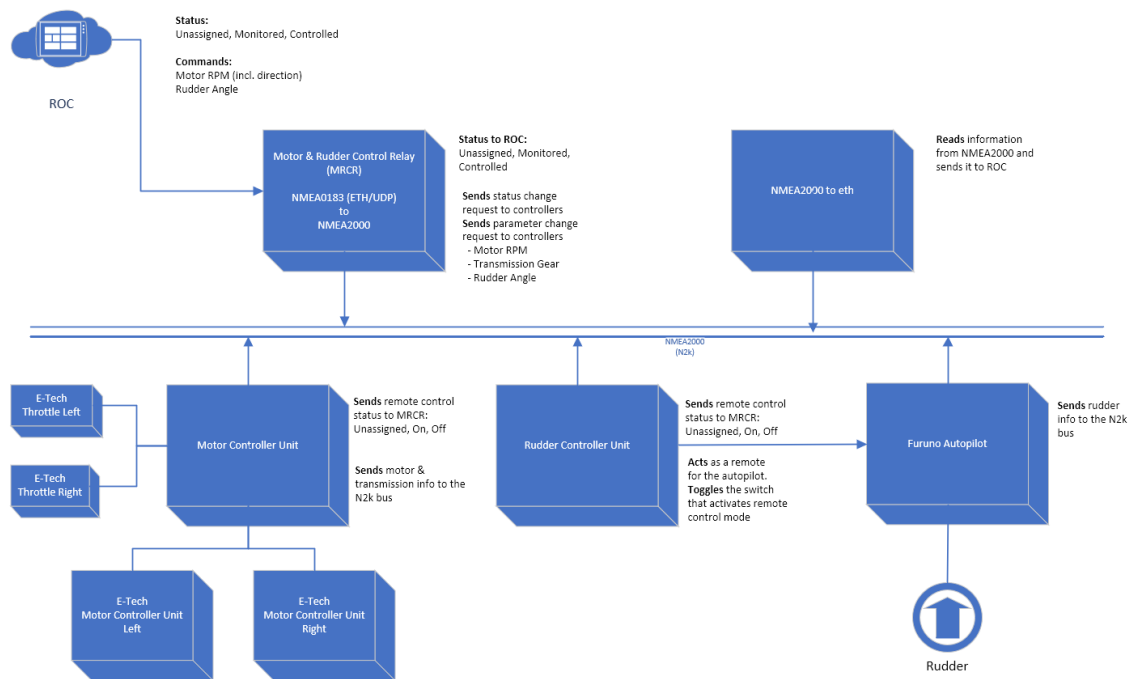 Status:
Unassigned, Monitored, Controlled
Commands:
Motor RPM (incl. direction)
Rudder Angle
ROC
Motor & Rudder Control Relay
(MRCR)
NMEA0183 (ETH/UDP)
to
NMEA2000
Status to ROC:
Unassigned, Monitored,
Controlled
Sends status change
request to controllers
Sends parameter change
request to controllers
- Motor RPM
- Transmission Gear
- Rudder Angle
NMEA2000 to eth
Reads information
from NMEA2000 and
sends it to ROC
NMEA2000
(N2k)
E-Tech
Throttle Left
E-Tech
Throttle Right
Motor Controller Unit
Sends remote control
status to MRCR:
Unassigned, On, Off
Sends motor &
transmission info to the
N2k bus
Rudder Controller Unit
Sends remote control
status to MRCR:
Unassigned, On, Off
Acts as a remote
for the autopilot.
Toggles the switch
that activates remote
control mode
Furuno Autopilot
Sends rudder
info to the N2k
bus
E-Tech
Motor Controller Unit
Left
E-Tech
Motor Controller Unit
Right
Rudder